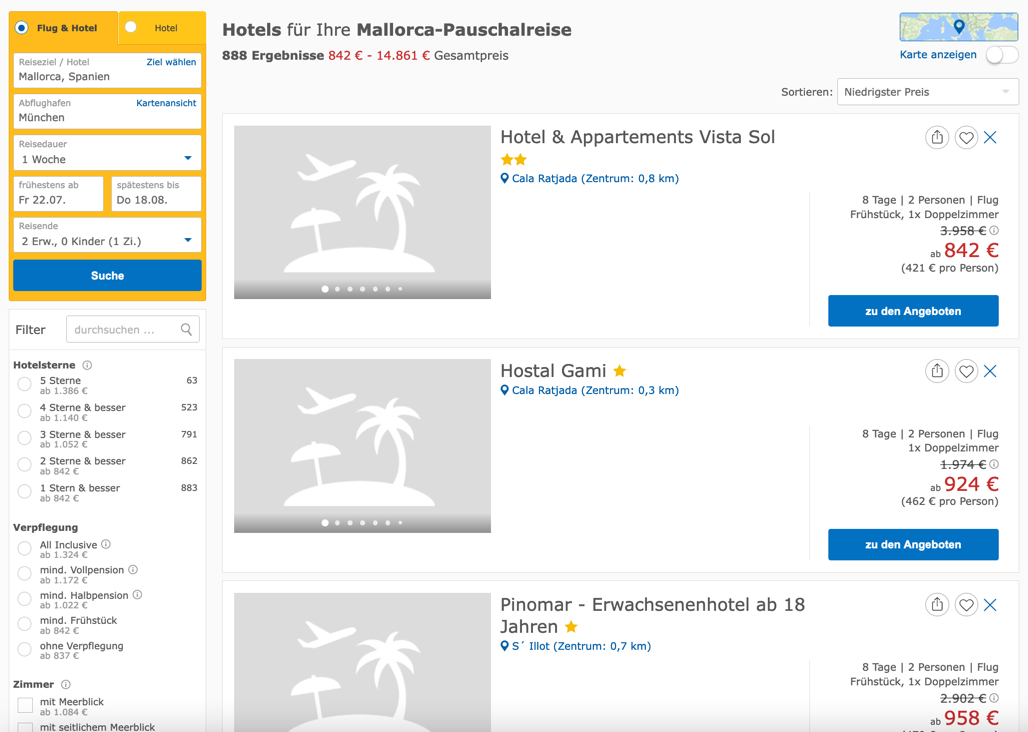 Flug & Hotel
Hotel
Reiseziel / Hotel
Ziel wählen
Mallorca, Spanien
Abflughafen
Kartenansicht
München
Reisedauer
1 Woche
frühestens ab
Fr 22.07.
spätestens bis
Do 18.08.
Reisende
2 Erw., 0 Kinder (1 Zi.)
Suche
Filter
durchsuchen ...
Hotelsterne
5 Sterne 63
ab 1.386 €
4 Sterne & besser 523
ab 1.140 €
3 Sterne & besser 791
ab 1.052 €
2 Sterne & besser 862
ab 842 €
1 Stern & besser 883
ab 842 €
Verpflegung
All Inclusive
ab 1.324 €
mind. Vollpension
ab 1.172 €
mind. Halbpension
ab 1.022 €
mind. Frühstück
ab 842 €
ohne Verpflegung
ab 837 €
Zimmer
mit Meerblick
ab 1.084 €
mit seitlichem Meerblick
Hotels für Ihre Mallorca-Pauschalreise
888 Ergebnisse 842 € - 14.861 € Gesamtpreis
Karte anzeigen
Sortieren: Niedrigster Preis
Hotel & Appartements Vista Sol
Cala Ratjada (Zentrum: 0,8 km)
8 Tage | 2 Personen | Flug
Frühstück, 1x Doppelzimmer
3.958 €
ab 842 €
(421 € pro Person)
zu den Angeboten
Hostal Gami
Cala Ratjada (Zentrum: 0,3 km)
8 Tage | 2 Personen | Flug
1x Doppelzimmer
1.974 €
ab 924 €
(462 € pro Person)
zu den Angeboten
Pinomar - Erwachsenenhotel ab 18
Jahren
S´ Illot (Zentrum: 0,7 km)
8 Tage | 2 Personen | Flug
Frühstück, 1x Doppelzimmer
2.902 €
ab 958 €